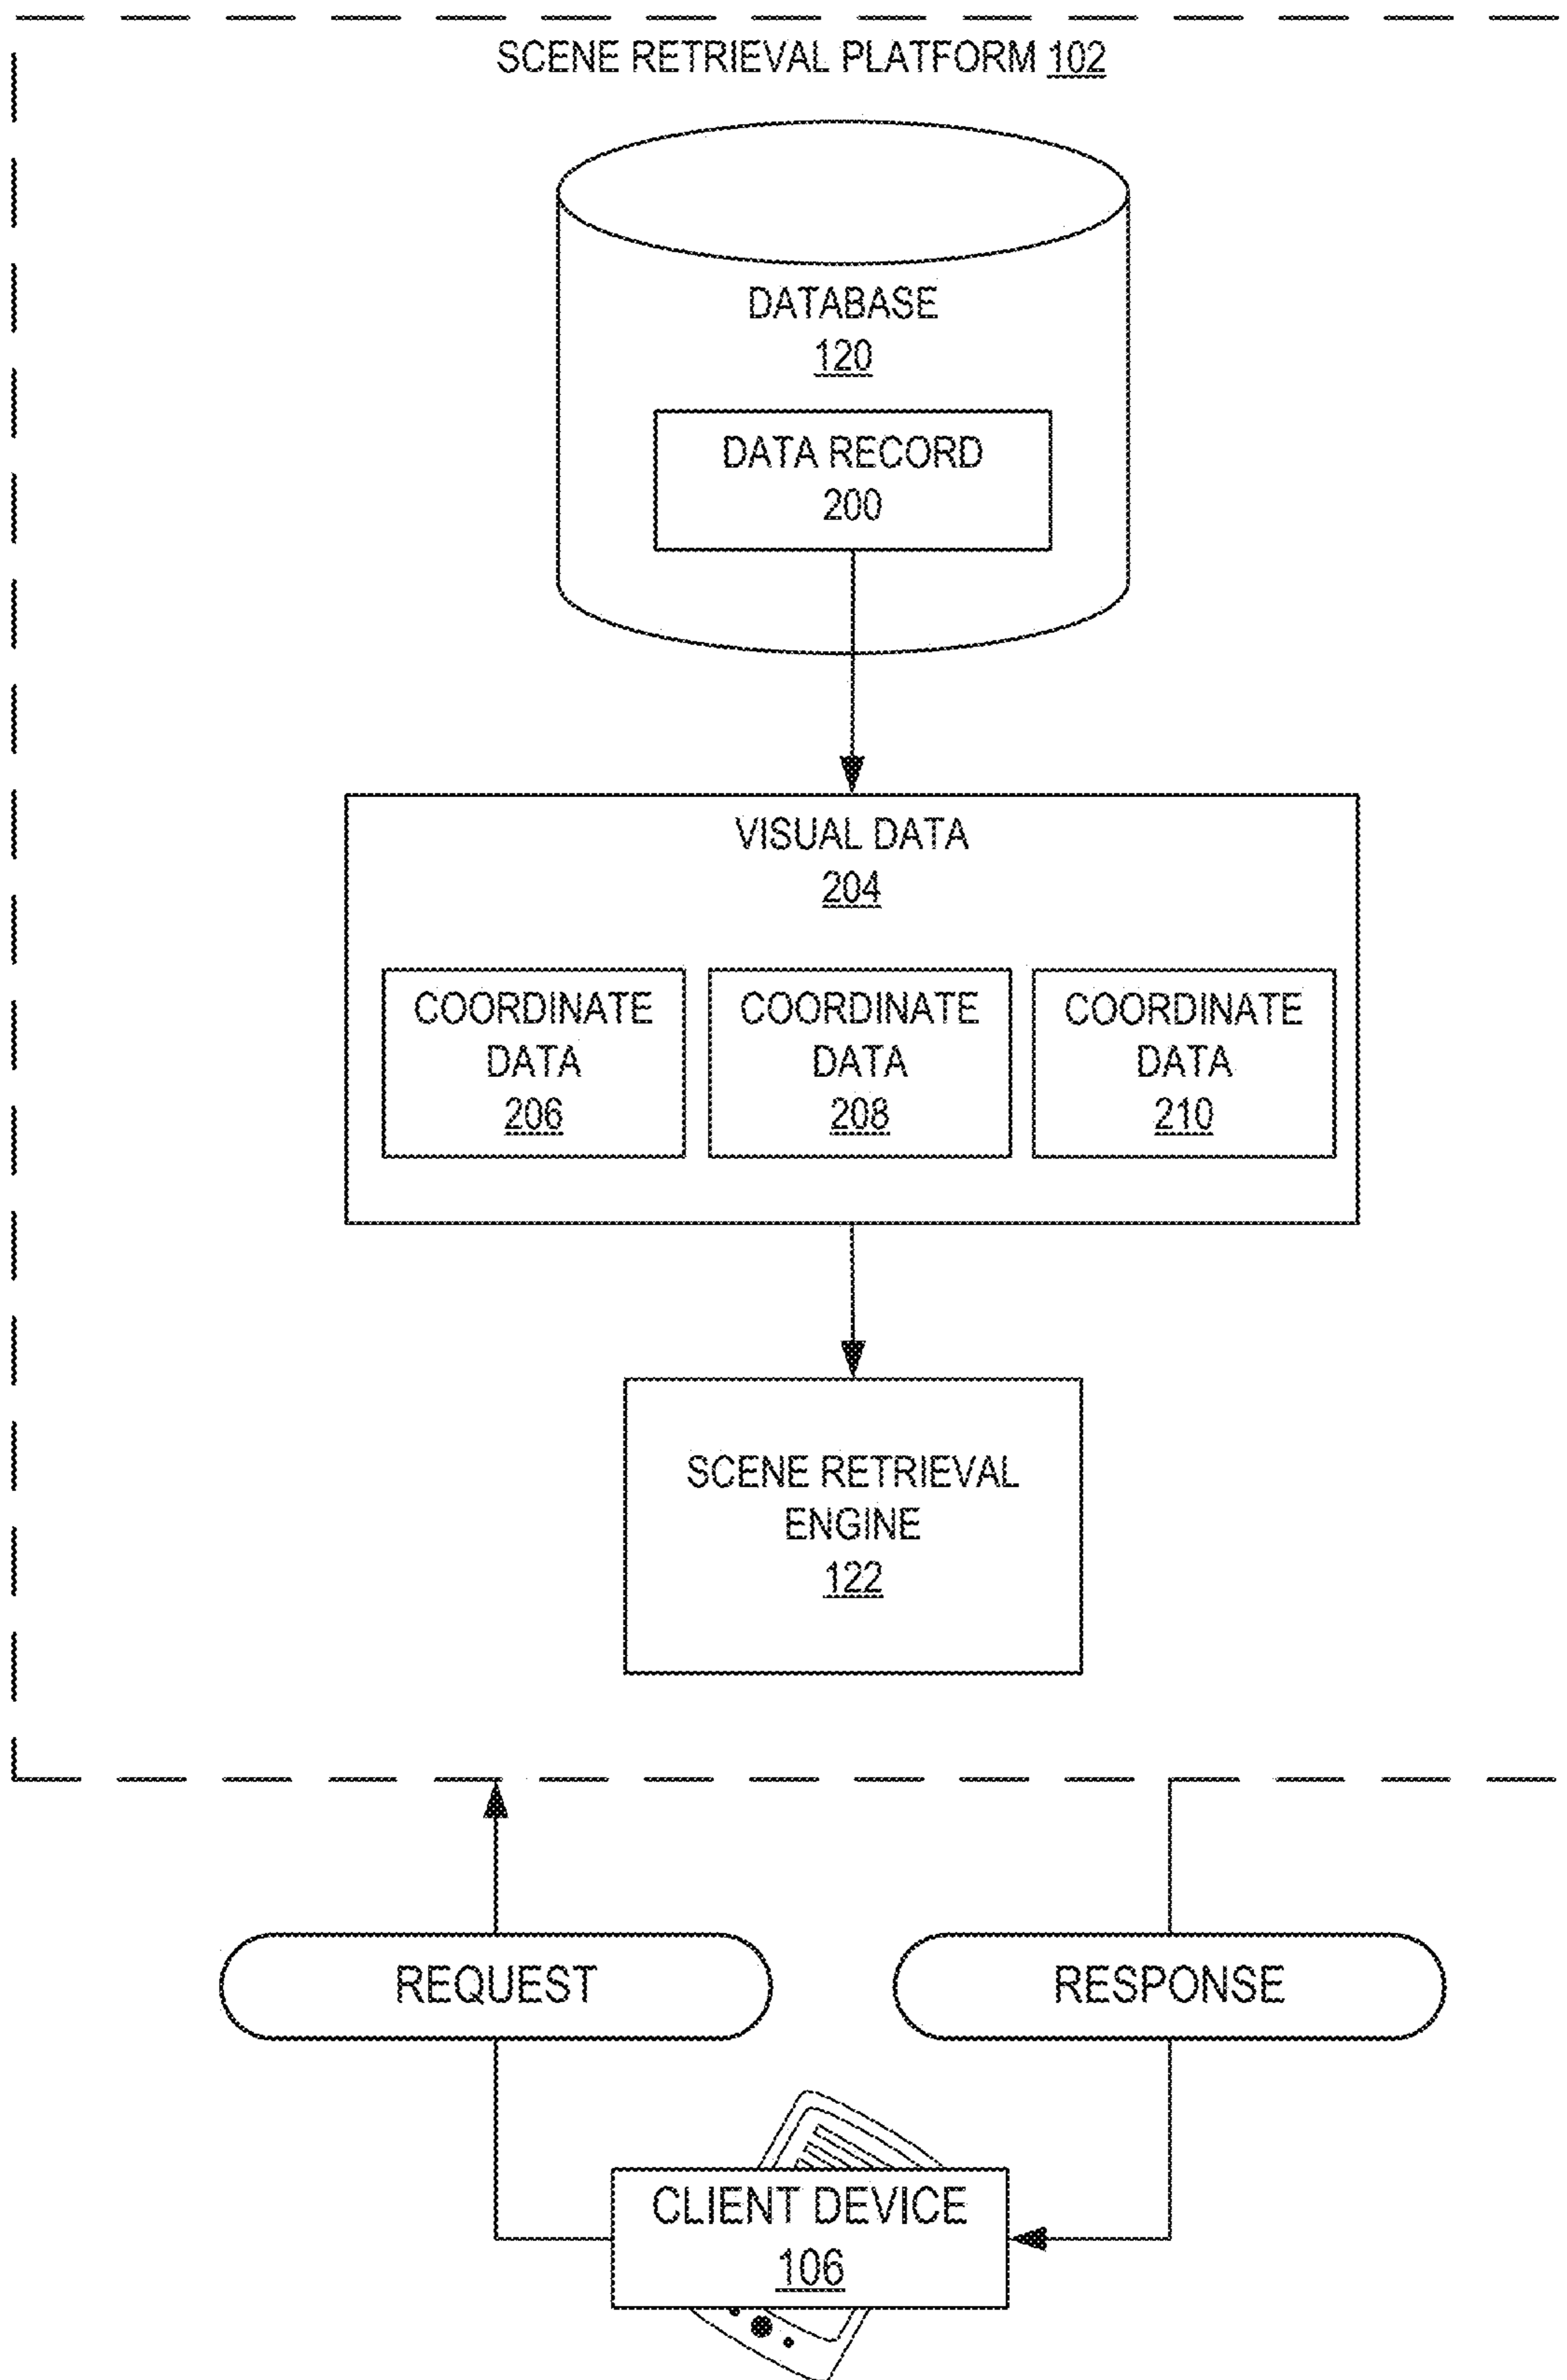 SCENE RETRIEVAL PLATFORM 102
DATABASE
120
DATA RECORD
200
VISUAL DATA
204
COORDINATE
DATA
206
COORDINATE
DATA
208
COORDINATE
DATA
210
SCENE RETRIEVAL
ENGINE
122
REQUEST
RESPONSE
CLIENT DEVICE
106